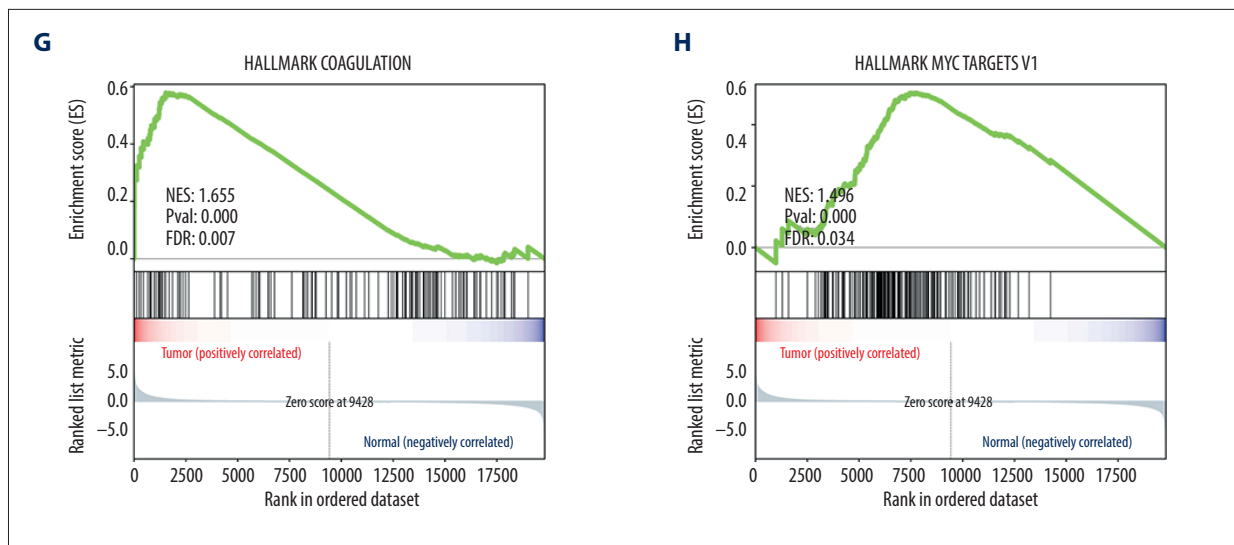 G
HALLMARK COAGULATION
Enrichment score (ES)
0.6
0.4
0.2
0.0
NES: 1.655
Pval: 0.000
FDR: 0.007
Tumor (positively correlated)
Ranked list metric
5.0
0.0
−5.0
Zero score at 9428
Normal (negatively correlated)
0 2500 5000 7500 10000 12500 15000 17500
Rank in ordered dataset
H
HALLMARK MYC TARGETS V1
Enrichment score (ES)
0.6
0.4
0.2
0.0
NES: 1.496
Pval: 0.000
FDR: 0.034
Tumor (positively correlated)
Ranked list metric
5.0
0.0
−5.0
Zero score at 9428
Normal (negatively correlated)
0 2500 5000 7500 10000 12500 15000 17500
Rank in ordered dataset